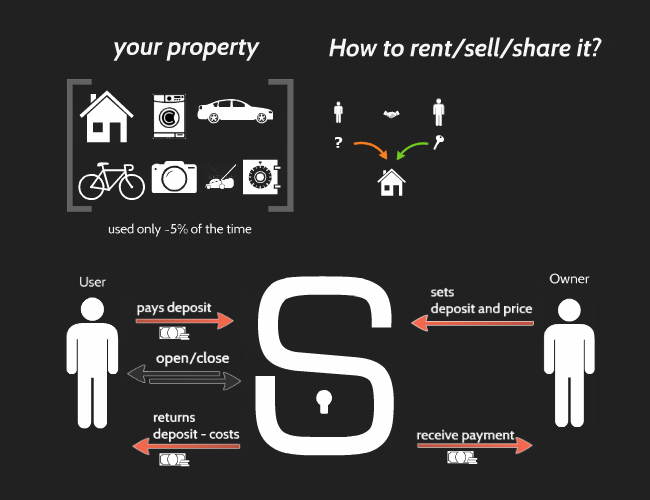 your property
How to rent/sell/share it?
?
used only ~5% of the time
User
Owner
pays deposit
sets
deposit and price
open/close
S
returns
deposit - costs
receive payment